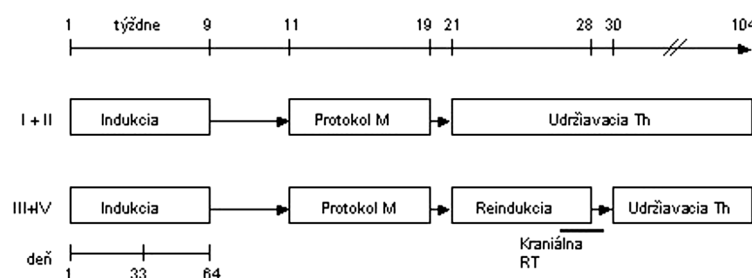 1 týždne 9 11 19 21 28 30 104
I + II Indukcia Protokol M Udržiavacia Th
III+IV Indukcia Protokol M Reindukcia Udržiavacia Th
Kraniálna
RT
deň
1 33 64